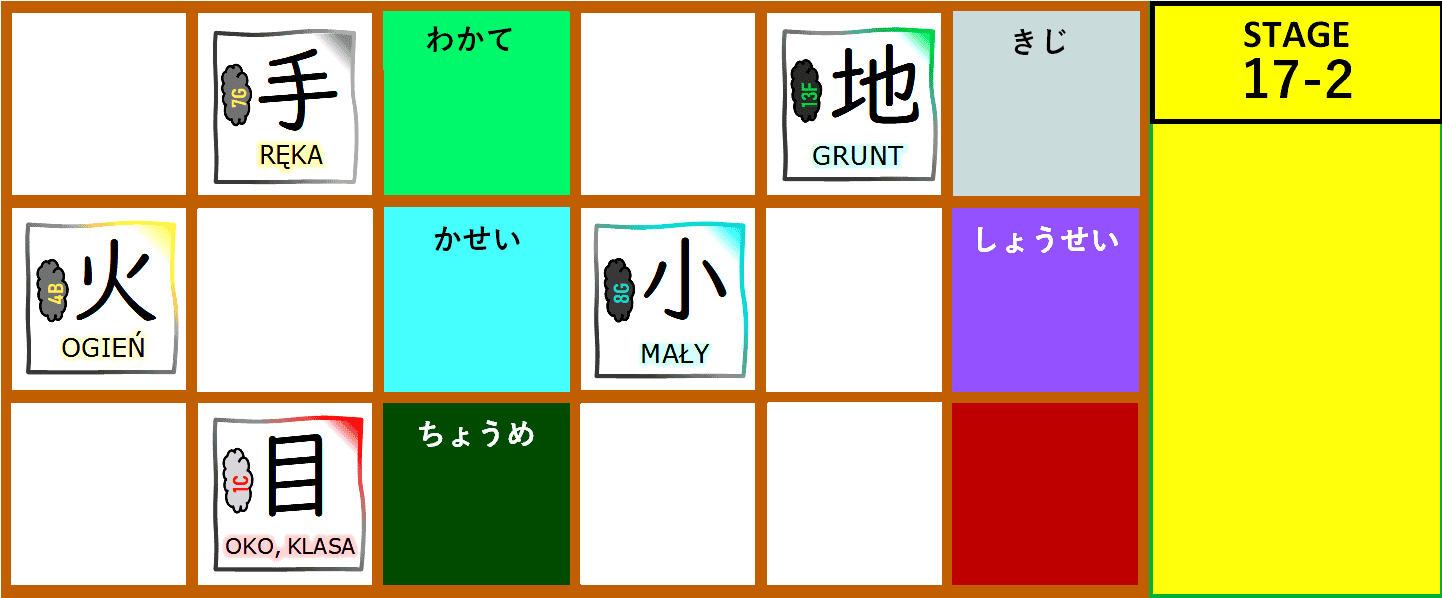 7G
手
RĘKA
わかて
13F
地
GRUNT
きじ
STAGE
17-2
4B
火
OGIEŃ
かせい
8G
小
MAŁY
しょうせい
1C
目
OKO, KLASA
ちょうめ